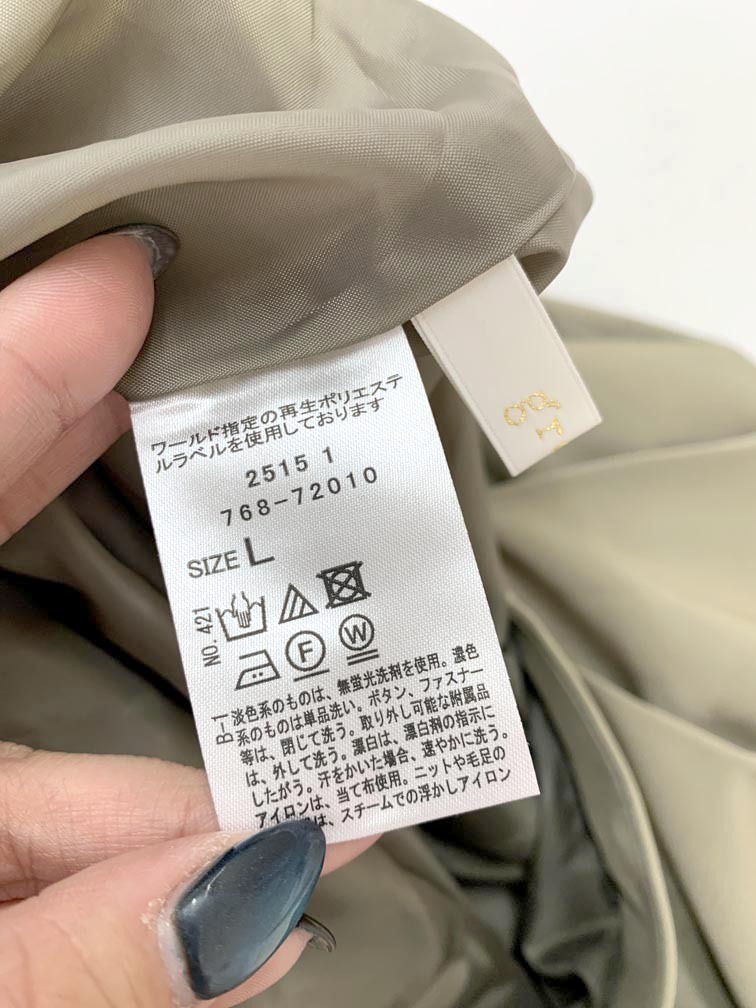 ワールド指定の再生ポリエステ
ルラベルを使用しております
2515 1
768-72010
SIZE L
NO. 421
F
W
B-1
淡色系のものは、無蛍光洗剤を使用。濃色
系のものは単品洗い。ボタン、ファスナー
等は、閉じて洗う。取り外し可能な附属品
は、外して洗う。漂白は、漂白剤の指示に
したがう。汗をかいた場合、速やかに洗う。
アイロンは、当て布使用。ニットや毛足の
は、スチームでの浮かしアイロン